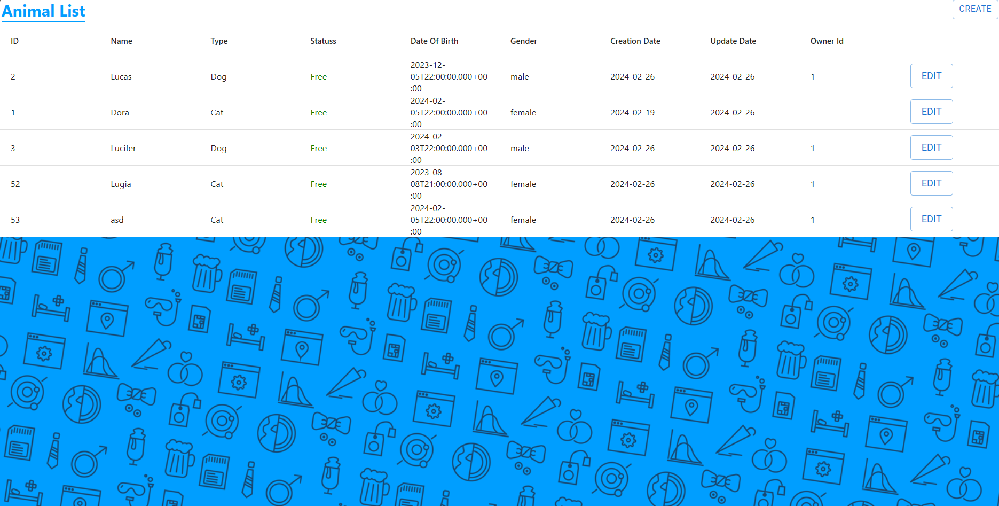 Animal List
CREATE
ID Name Type Statuss Date Of Birth Gender Creation Date Update Date Owner Id
2 Lucas Dog Free 2023-12-
05T22:00:00.000+00
:00 male 2024-02-26 2024-02-26 1 EDIT
1 Dora Cat Free 2024-02-
05T22:00:00.000+00
:00 female 2024-02-19 2024-02-26 EDIT
3 Lucifer Dog Free 2024-02-
03T22:00:00.000+00
:00 male 2024-02-26 2024-02-26 1 EDIT
52 Lugia Cat Free 2023-08-
08T21:00:00.000+00
:00 female 2024-02-26 2024-02-26 1 EDIT
53 asd Cat Free 2024-02-
05T22:00:00.000+00
:00 female 2024-02-26 2024-02-26 1 EDIT